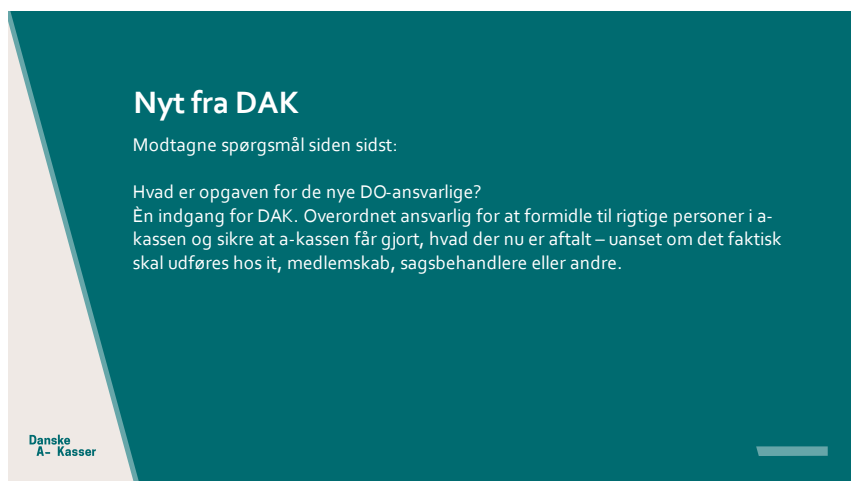 Nyt fra DAK
Modtagne spørgsmål siden sidst:
Hvad er opgaven for de nye DO-ansvarlige?
Èn indgang for DAK. Overordnet ansvarlig for at formidle til rigtige personer i a-
kassen og sikre at a-kassen får gjort, hvad der nu er aftalt – uanset om det faktisk
skal udføres hos it, medlemskab, sagsbehandlere eller andre.
Danske
A- Kasser